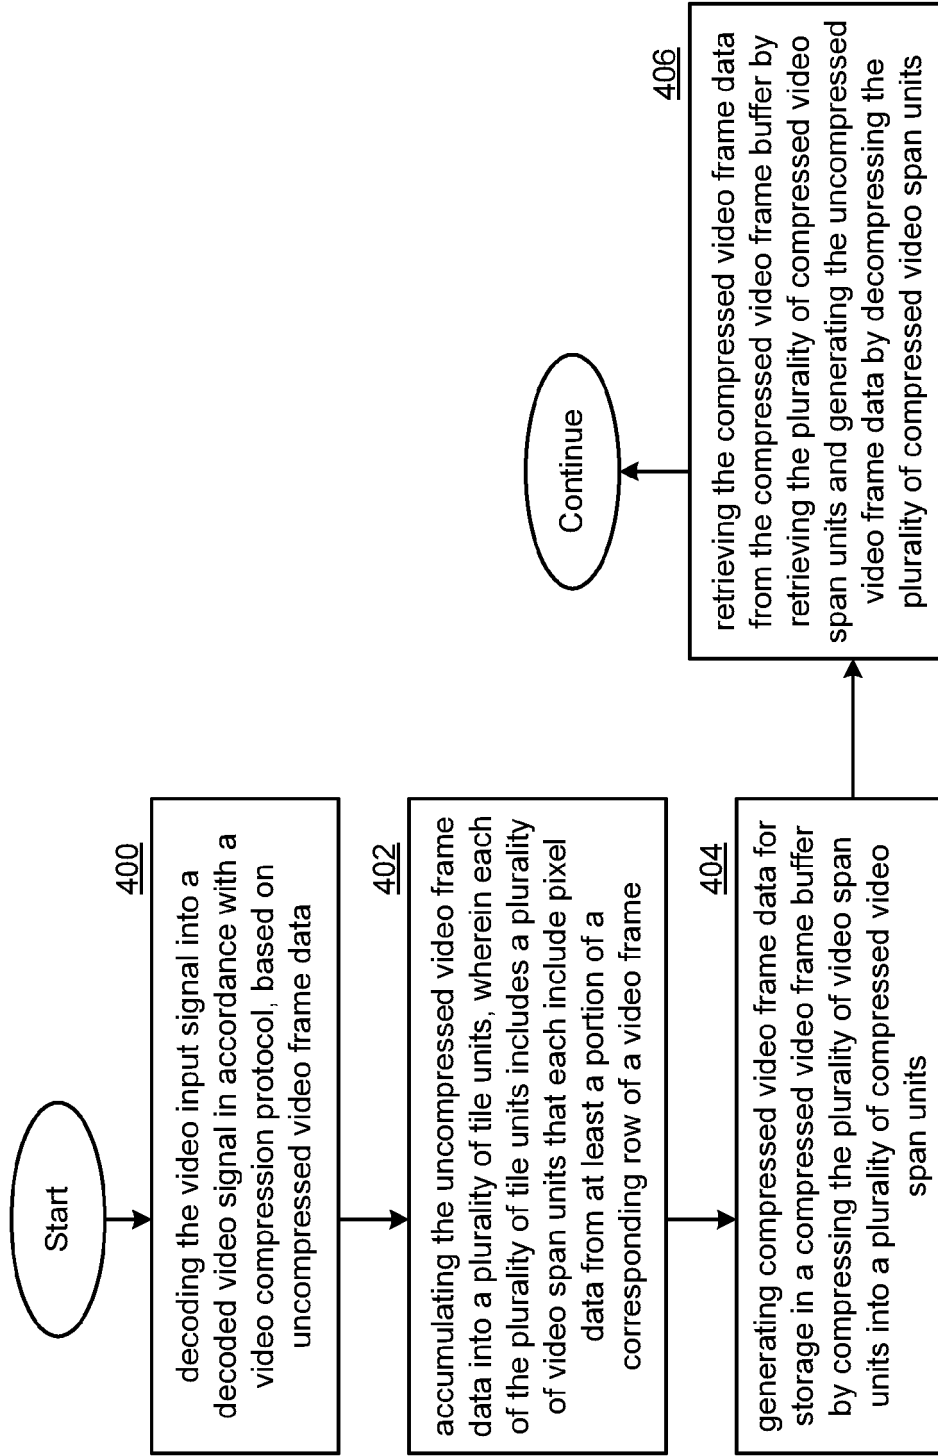 Start
400
decoding the video input signal into a
decoded video signal in accordance with a
video compression protocol, based on
uncompressed video frame data
402
accumulating the uncompressed video frame
data into a plurality of tile units, wherein each
of the plurality of tile units includes a plurality
of video span units that each include pixel
data from at least a portion of a
corresponding row of a video frame
404
generating compressed video frame data for
storage in a compressed video frame buffer
by compressing the plurality of video span
units into a plurality of compressed video
span units
406
retrieving the compressed video frame data
from the compressed video frame buffer by
retrieving the plurality of compressed video
span units and generating the uncompressed
video frame data by decompressing the
plurality of compressed video span units
Continue